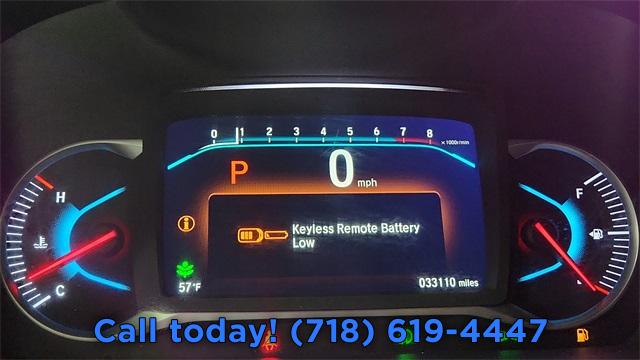 0 1 2 3 4 5 6 7 8
×1000r/min
P 0 mph
H
F
Keyless Remote Battery
Low
C
57°F
033110 miles
Call today! (718) 619-4447